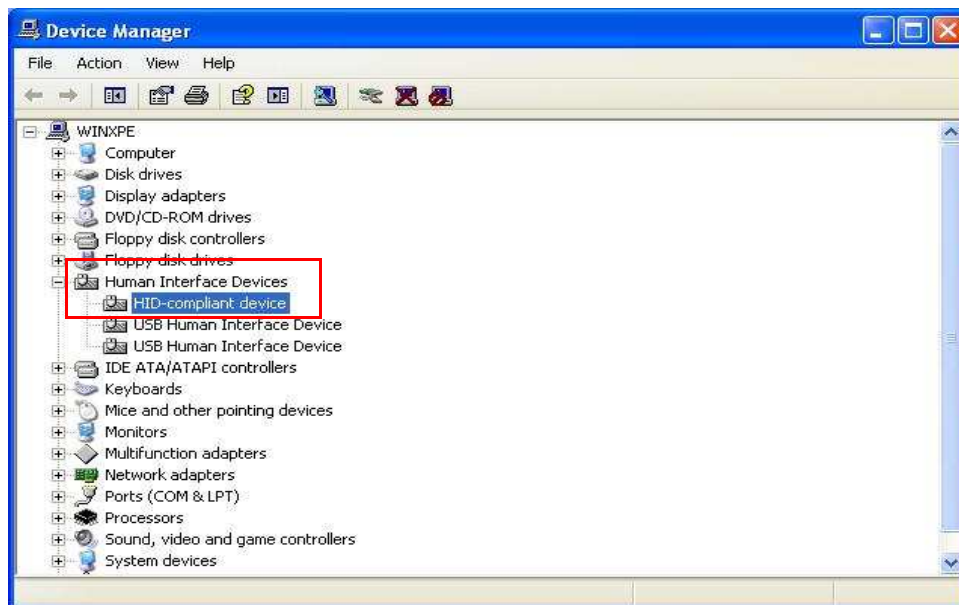 Device Manager
File Action View Help
WINXPE
Computer
Disk drives
Display adapters
DVD/CD-ROM drives
Floppy disk controllers
Floppy disk drives
Human Interface Devices
HID-compliant device
USB Human Interface Device
USB Human Interface Device
IDE ATA/ATAPI controllers
Keyboards
Mice and other pointing devices
Monitors
Multifunction adapters
Network adapters
Ports (COM & LPT)
Processors
Sound, video and game controllers
System devices